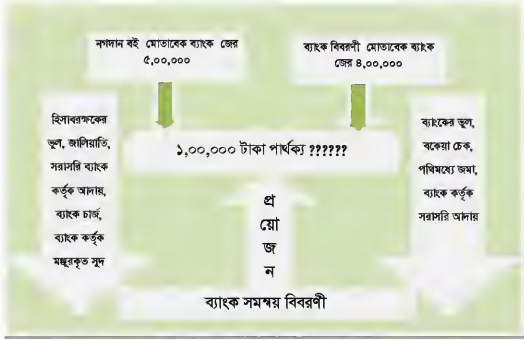 নগদান বই মোতাবেক ব্যাংক জের
৫,০০,০০০
ব্যাংক বিবরণী মোতাবেক ব্যাংক
জের ৪,০০,০০০
হিসাবরক্ষকের
ভুল, জালিয়াতি,
সরাসরি ব্যাংক
কর্তৃক আদায়,
ব্যাংক চার্জ,
ব্যাংক কর্তৃক
মঞ্জুরকৃত সুদ
১,০০,০০০ টাকা পার্থক্য ??????
ব্যাংকের ভুল,
বকেয়া চেক,
পথিমধ্যে জমা,
ব্যাংক কর্তৃক
সরাসরি আদায়
প্র
য়ো
জ
ন
ব্যাংক সমন্বয় বিবরণী